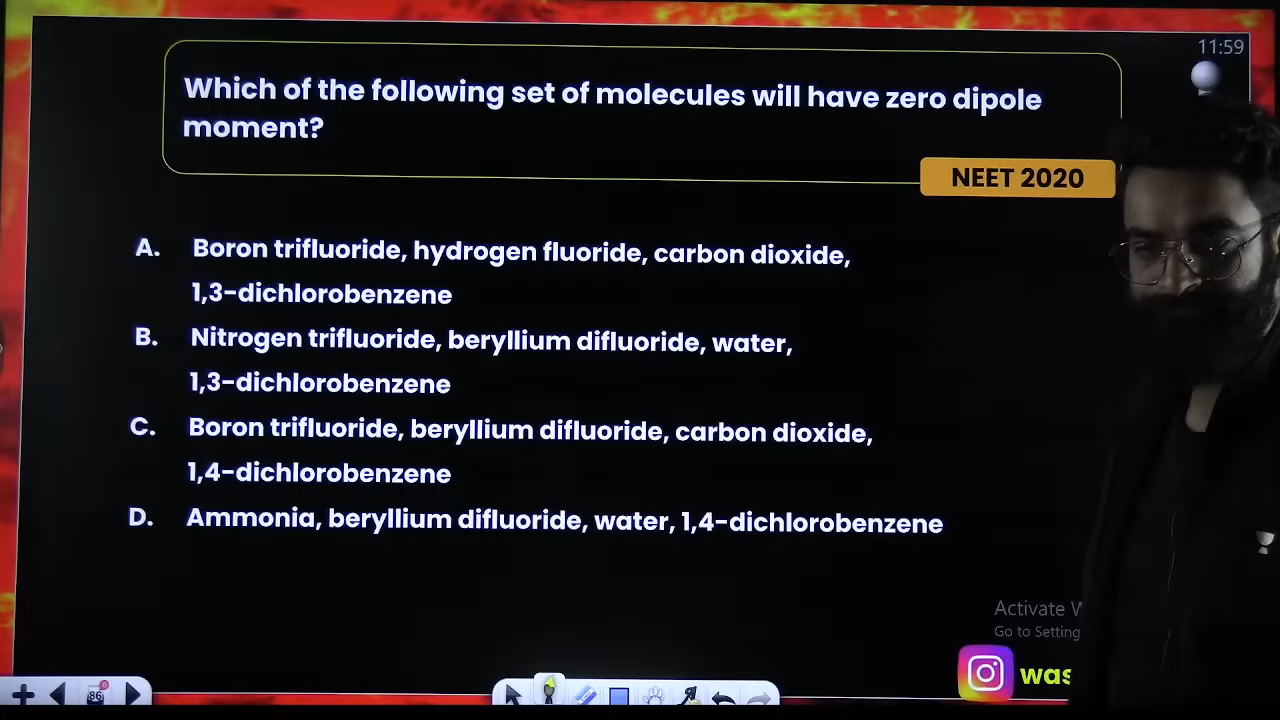 11:59
Which of the following set of molecules will have zero dipole
moment?
NEET 2020
A. Boron trifluoride, hydrogen fluoride, carbon dioxide,
1,3-dichlorobenzene
B. Nitrogen trifluoride, beryllium difluoride, water,
1,3-dichlorobenzene
C. Boron trifluoride, beryllium difluoride, carbon dioxide,
1,4-dichlorobenzene
D. Ammonia, beryllium difluoride, water, 1,4-dichlorobenzene
Activate
Go to Setting
was
86